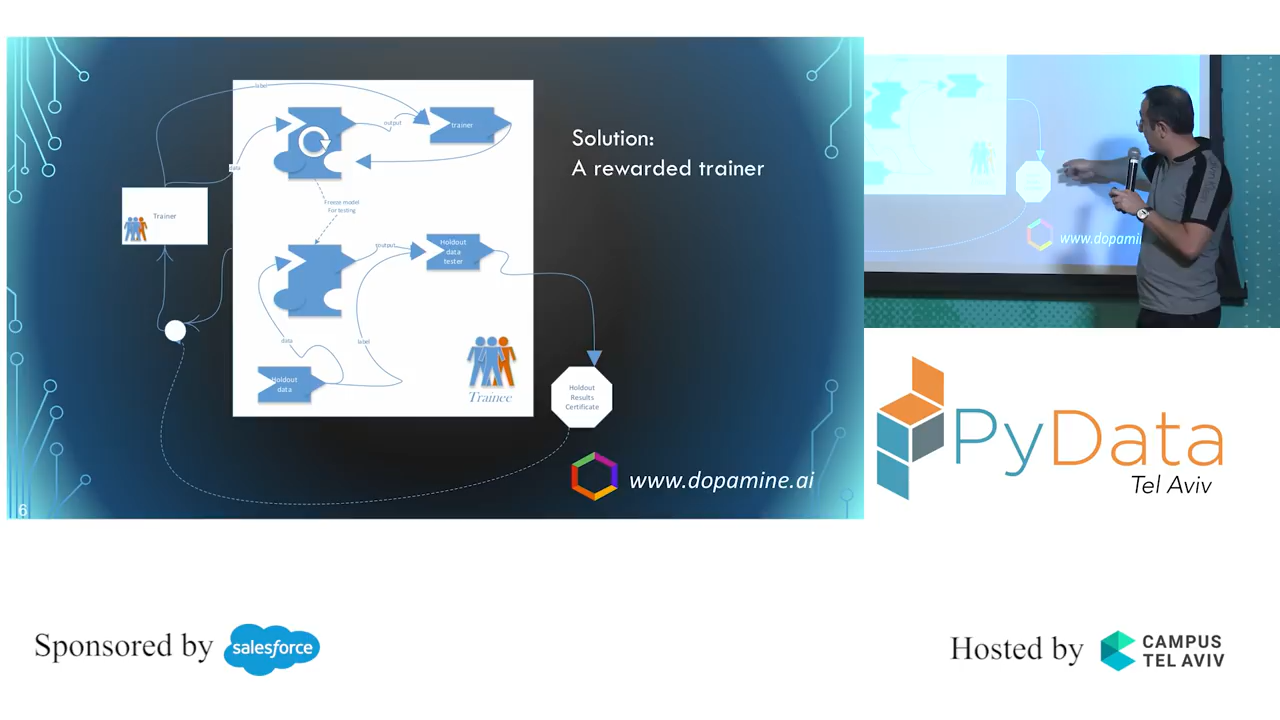 label
output
trainer
data
Solution:
A rewarded trainer
Trainer
Freeze model
For testing
output
Holdout
data
tester
data
label
Holdout
data
Trainee
Holdout
Results
Certificate
www.dopamine.ai
6
www.dopami
PyData
Tel Aviv
Sponsored by
salesforce
Hosted by
CAMPUS
TEL AVIV